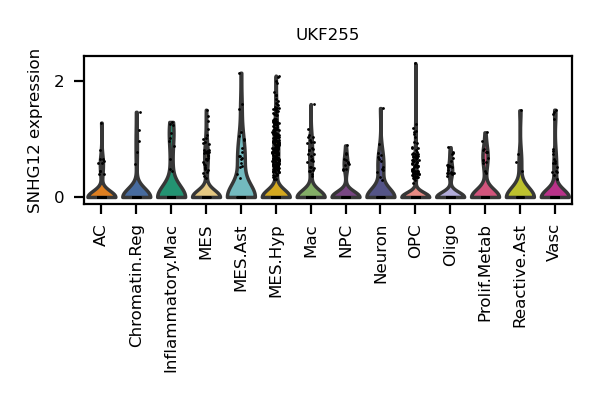 UKF255
SNHG12 expression
2
0
AC
Chromatin.Reg
Inflammatory.Mac
MES
MES.Ast
MES.Hyp
Mac
NPC
Neuron
OPC
Oligo
Prolif.Metab
Reactive.Ast
Vasc